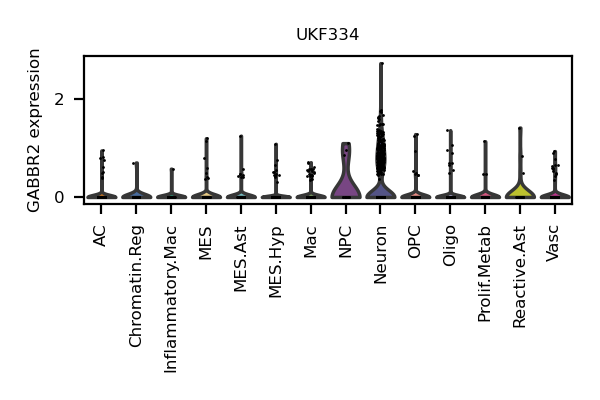 UKF334
GABBR2 expression
2
0
AC
Chromatin.Reg
Inflammatory.Mac
MES
MES.Ast
MES.Hyp
Mac
NPC
Neuron
OPC
Oligo
Prolif.Metab
Reactive.Ast
Vasc